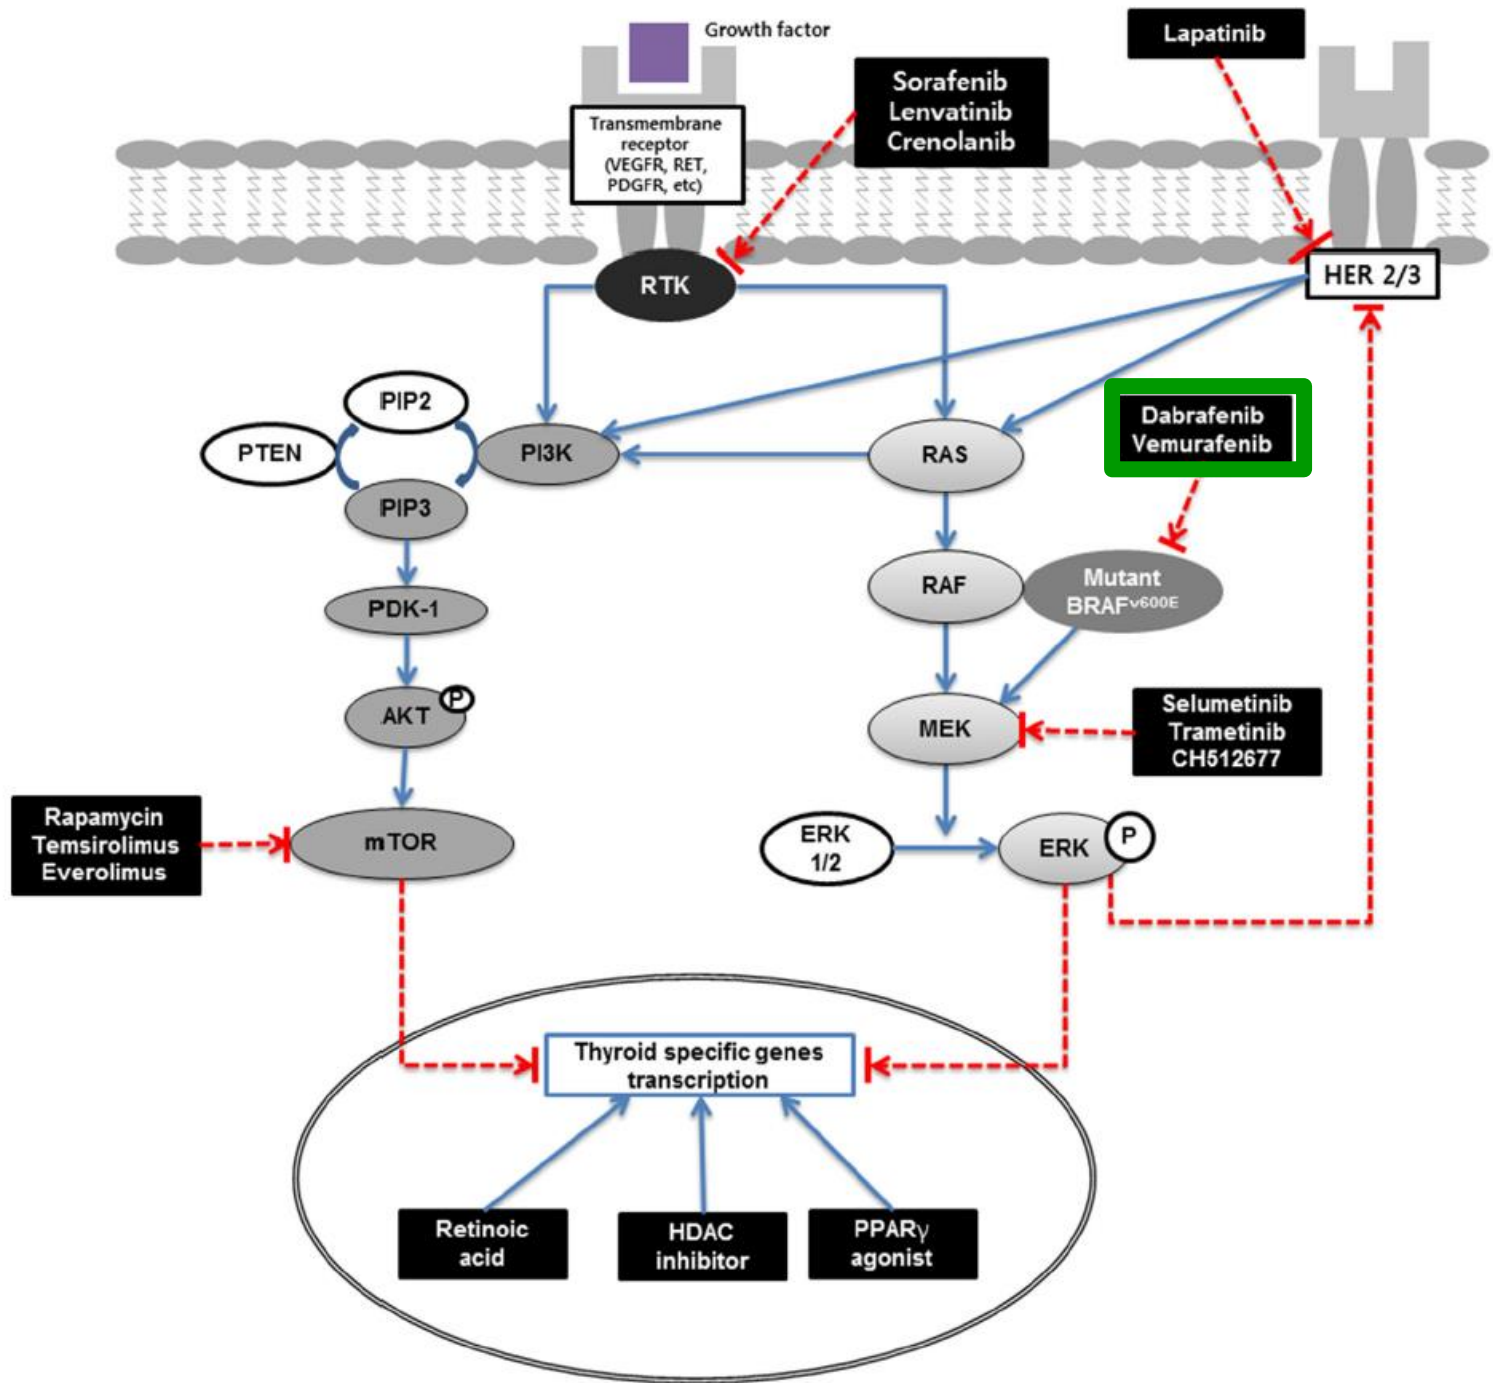 Growth factor
Lapatinib
Sorafenib
Lenvatinib
Crenolanib
Transmembrane
receptor
(VEGFR, RET,
PDGFR, etc)
RTK
HER 2/3
PIP2
PTEN
PI3K
RAS
Dabrafenib
Vemurafenib
PIP3
RAF
Mutant
BRAFv600E
PDK-1
AKT
P
MEK
Selumetinib
Trametinib
CH512677
Rapamycin
Temsirolimus
Everolimus
mTOR
ERK
1/2
ERK
P
Thyroid specific genes
transcription
Retinoic
acid
HDAC
inhibitor
PPARγ
agonist